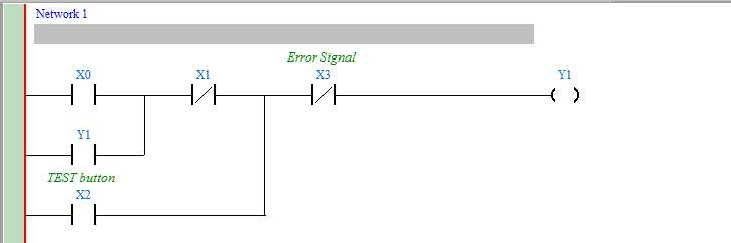 Network 1
Error Signal
X0 X1 X3 Y1
Y1
TEST button
X2